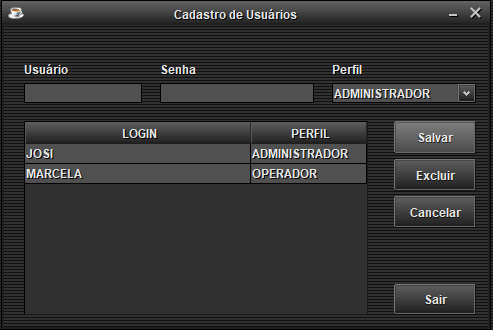 Cadastro de Usuários
Usuário Senha Perfil
ADMINISTRADOR
LOGIN PERFIL
JOSI ADMINISTRADOR
MARCELA OPERADOR
Salvar
Excluir
Cancelar
Sair